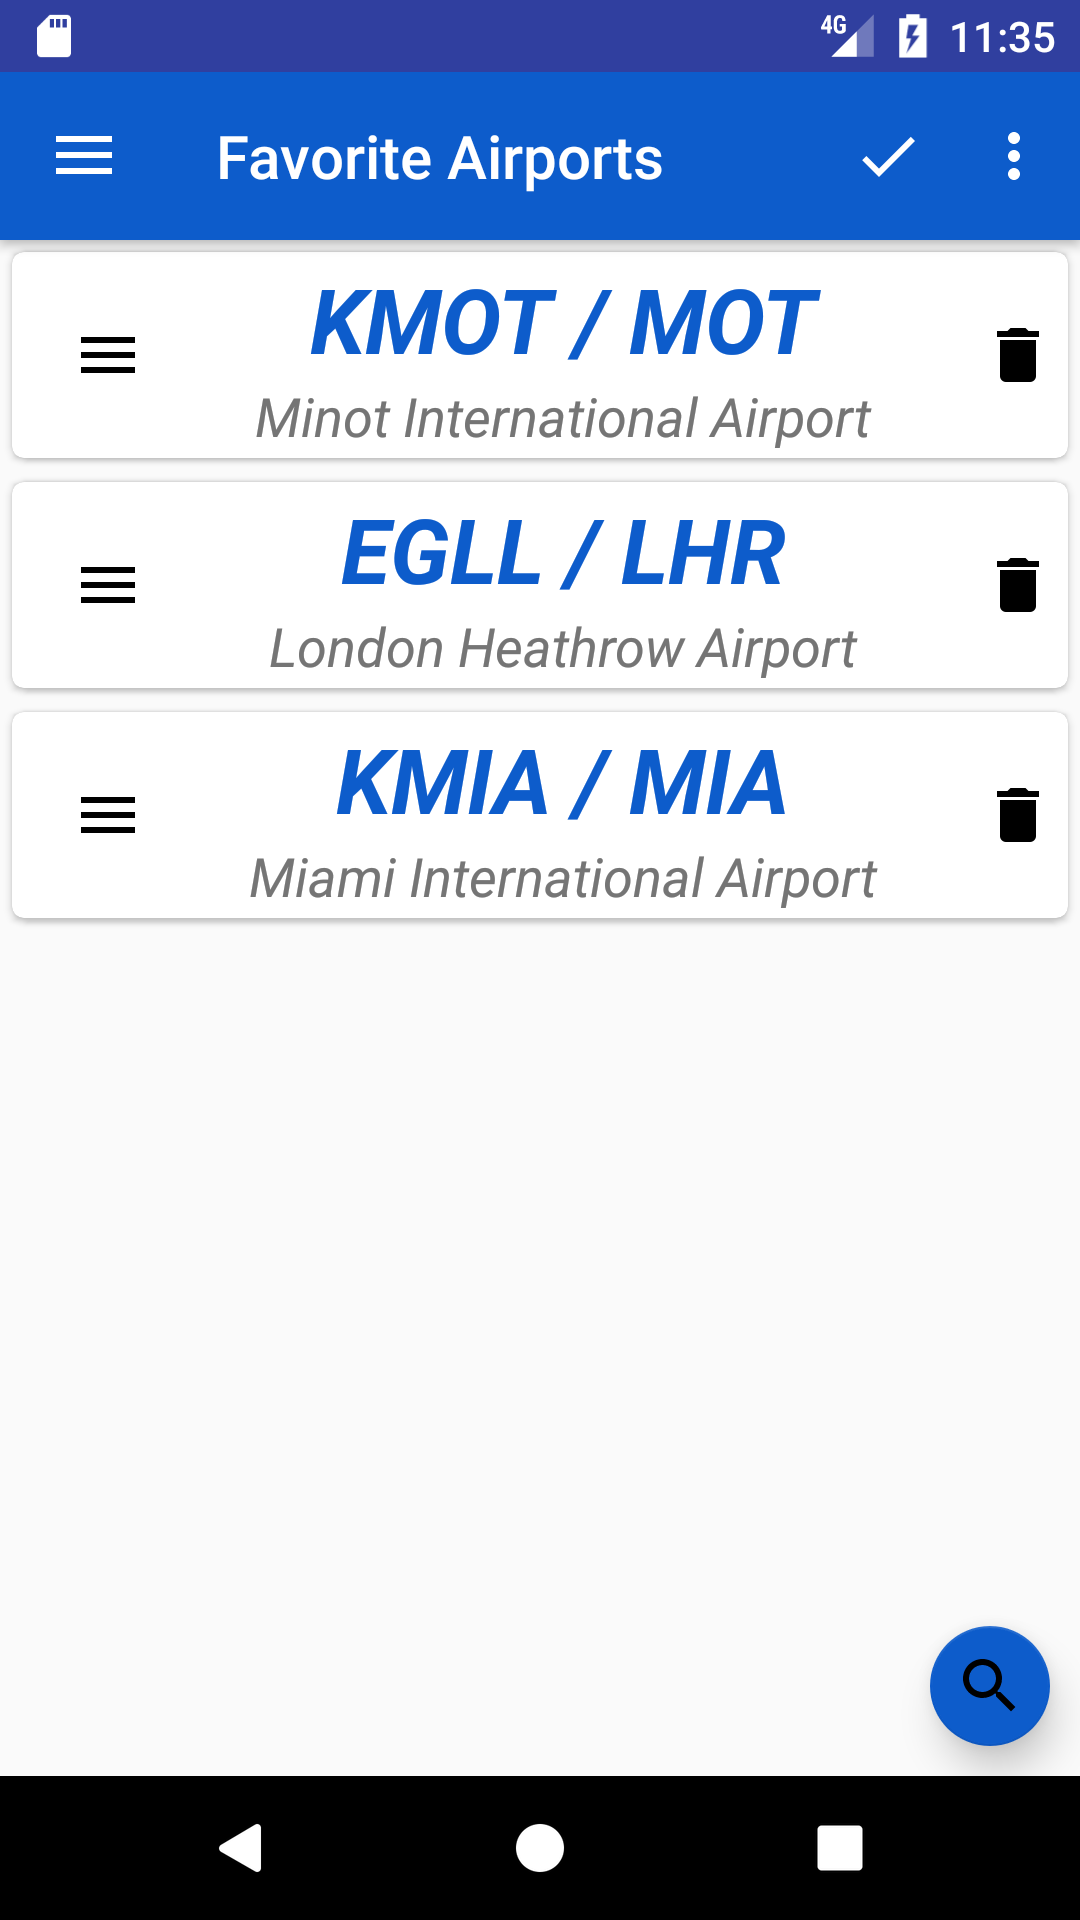 4G 11:35
Favorite Airports
KMOT / MOT
Minot International Airport
EGLL / LHR
London Heathrow Airport
KMIA / MIA
Miami International Airport